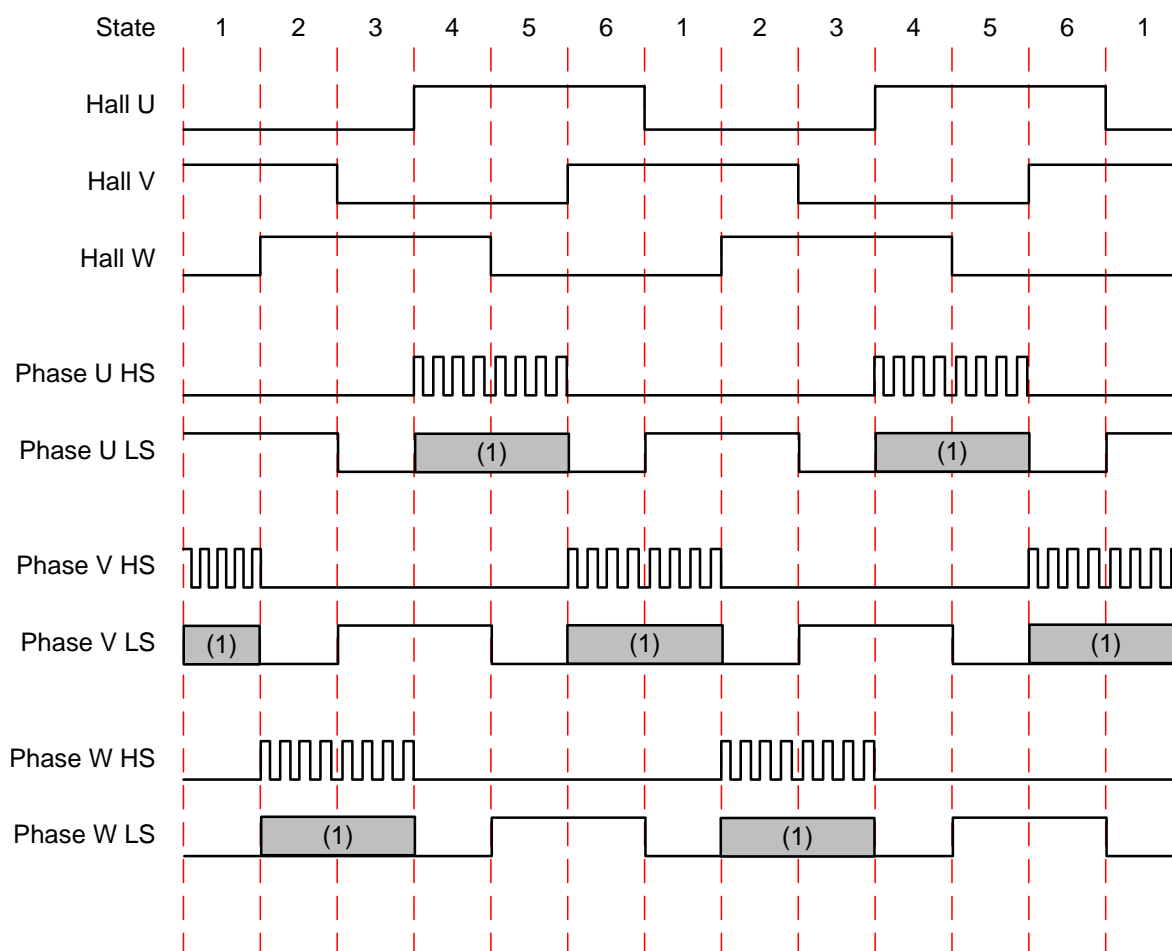 State 1 2 3 4 5 6 1 2 3 4 5 6 1
Hall U
Hall V
Hall W
Phase U HS
Phase U LS (1) (1)
Phase V HS
Phase V LS (1) (1) (1)
Phase W HS
Phase W LS (1) (1)